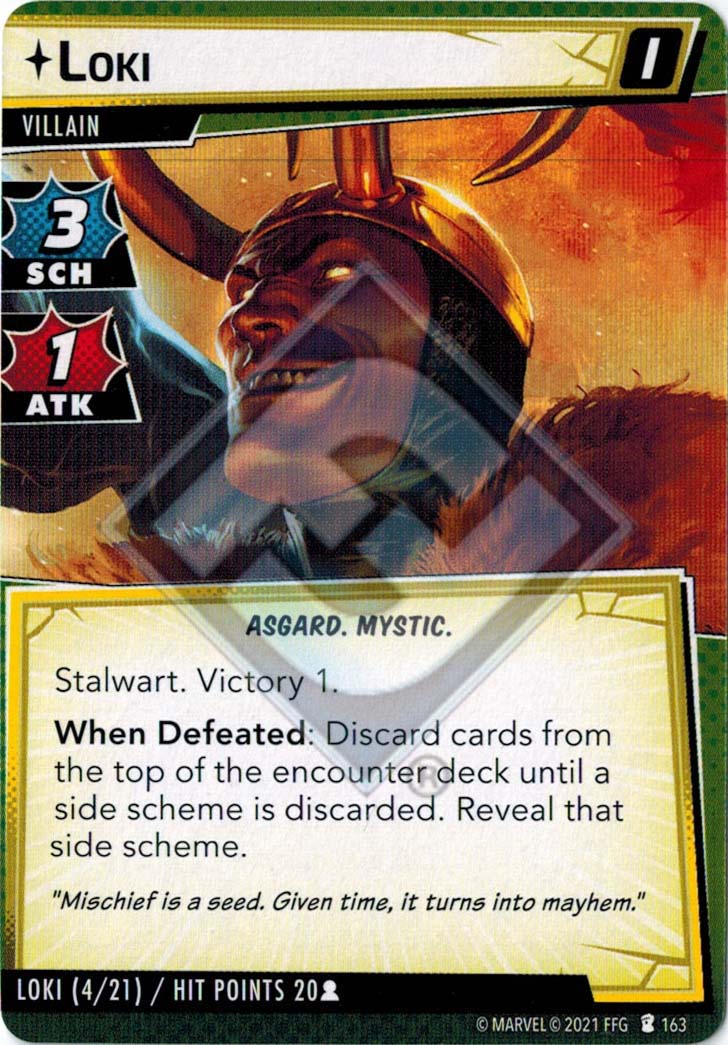 Loki
I
VILLAIN
3
SCH
1
ATK
ASGARD. MYSTIC.
Stalwart. Victory 1.
When Defeated: Discard cards from
the top of the encounter deck until a
side scheme is discarded. Reveal that
side scheme.
"Mischief is a seed. Given time, it turns into mayhem."
LOKI (4/21) / HIT POINTS 20
© MARVEL © 2021 FFG 163
®